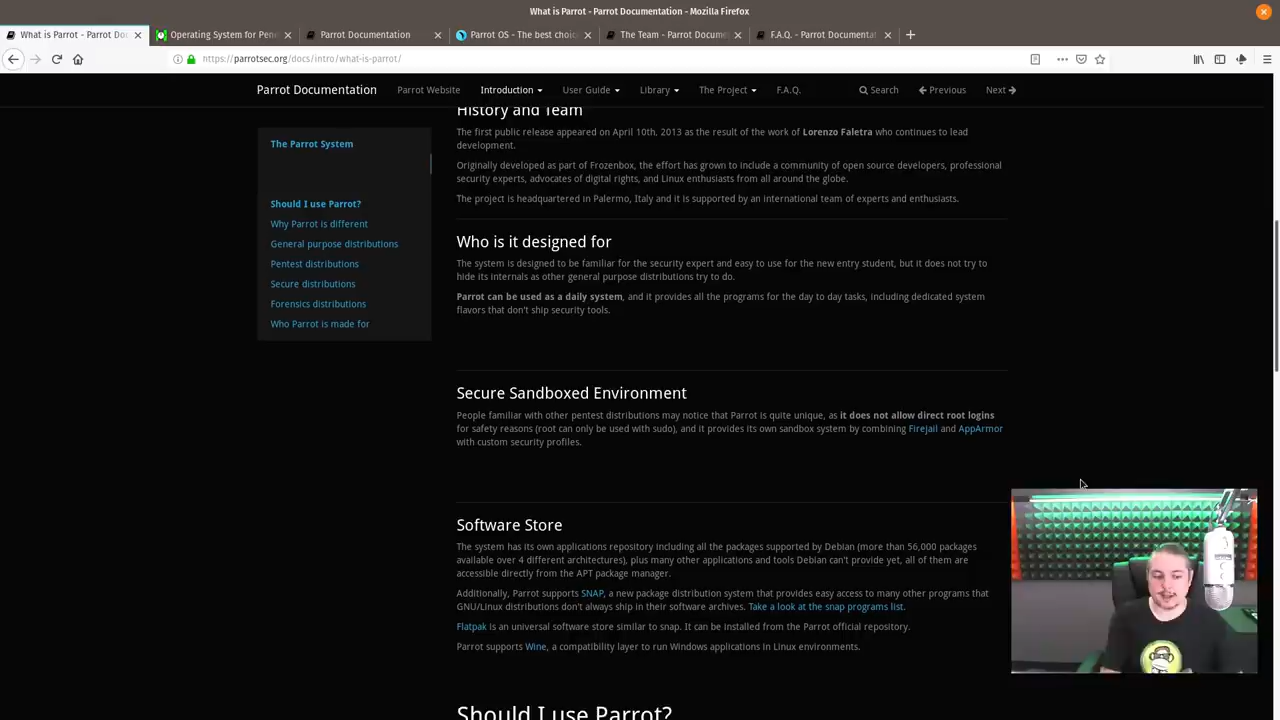 What is Parrot - Parrot Documentation - Mozilla Firefox
What is Parrot - Parrot Doc
Operating System for Pen
Parrot Documentation
Parrot OS - The best choic
The Team - Parrot Docume
F.A.Q. - Parrot Documentat
https://parrotsec.org/docs/intro/what-is-parrot/
Parrot Documentation
Parrot Website
Introduction
User Guide
Library
The Project
F.A.Q.
Search
Previous
Next
The Parrot System
Should I use Parrot?
Why Parrot is different
General purpose distributions
Pentest distributions
Secure distributions
Forensics distributions
Who Parrot is made for
History and Team
The first public release appeared on April 10th, 2013 as the result of the work of Lorenzo Faletra who continues to lead
development.
Originally developed as part of Frozenbox, the effort has grown to include a community of open source developers, professional
security experts, advocates of digital rights, and Linux enthusiasts from all around the globe.
The project is headquartered in Palermo, Italy and it is supported by an international team of experts and enthusiasts.
Who is it designed for
The system is designed to be familiar for the security expert and easy to use for the new entry student, but it does not try to
hide its internals as other general purpose distributions try to do.
Parrot can be used as a daily system, and it provides all the programs for the day to day tasks, including dedicated system
flavors that don't ship security tools.
Secure Sandboxed Environment
People familiar with other pentest distributions may notice that Parrot is quite unique, as it does not allow direct root logins
for safety reasons (root can only be used with sudo), and it provides its own sandbox system by combining Firejail and AppArmor
with custom security profiles.
Software Store
The system has its own applications repository including all the packages supported by Debian (more than 56,000 packages
available over 4 different architectures), plus many other applications and tools Debian can't provide yet, all of them are
accessible directly from the APT package manager.
Additionally, Parrot supports SNAP, a new package distribution system that provides easy access to many other programs that
GNU/Linux distributions don't always ship in their software archives. Take a look at the snap programs list.
Flatpak is an universal software store similar to snap. It can be installed from the Parrot official repository.
Parrot supports Wine, a compatibility layer to run Windows applications in Linux environments.
Should I use Parrot?